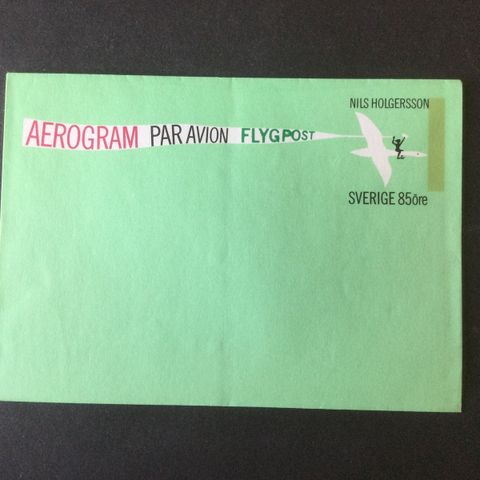 NILS HOLGERSSON
AEROGRAM PAR AVION FLYGPOST
SVERIGE 85öre